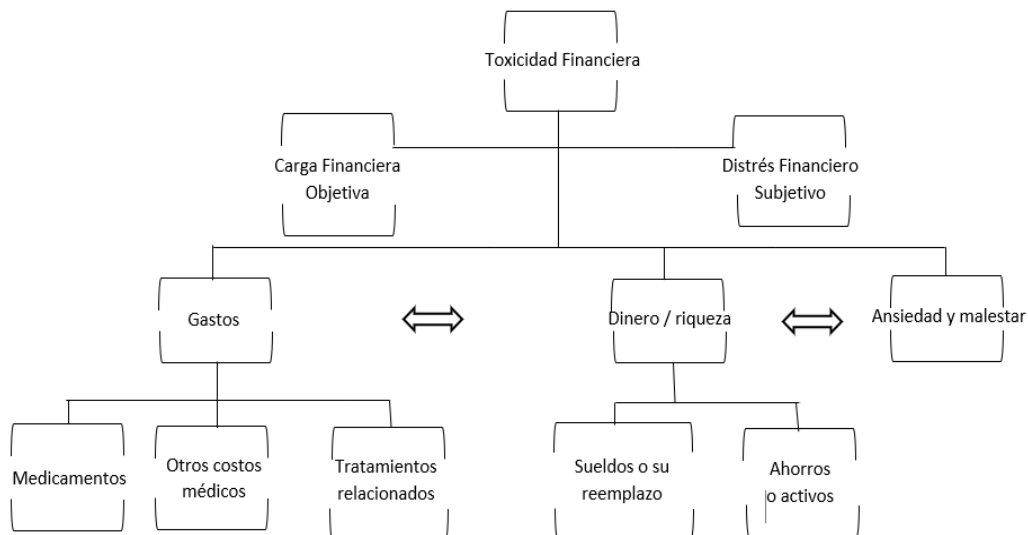 Toxicidad Financiera
Carga Financiera
Objetiva
Distrés Financiero
Subjetivo
Gastos
Dinero / riqueza
Ansiedad y malestar
Medicamentos
Otros costos
médicos
Tratamientos
relacionados
Sueldos o su
reemplazo
Ahorros
o activos